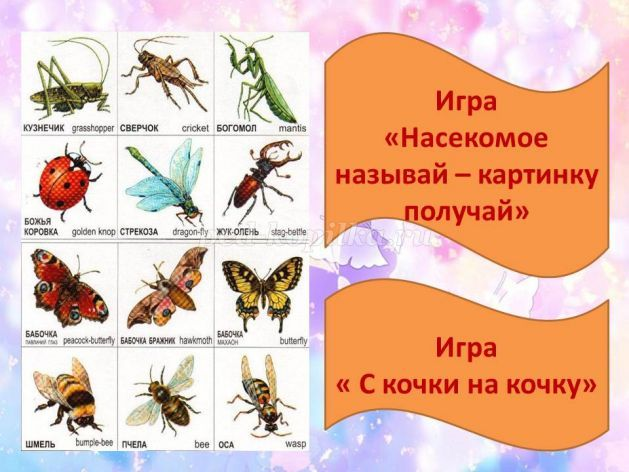 КУЗНЕЧИК grasshopper
СВЕРЧОК cricket
БОГОМОЛ mantis
БОЖЬЯ
КОРОВКА golden knop
СТРЕКОЗА dragon-fly
ЖУК-ОЛЕНЬ stag-bettle
БАБОЧКА
ПАВЛИНИЙ ГЛАЗ peacock-butterfly
БАБОЧКА БРАЖНИК hawkmoth
БАБОЧКА
МАХАОН butterfly
ШМЕЛЬ bumple-bee
ПЧЕЛА bee
ОСА wasp
Игра
«Насекомое
называй – картинку
получай»
Игра
« С кочки на кочку»